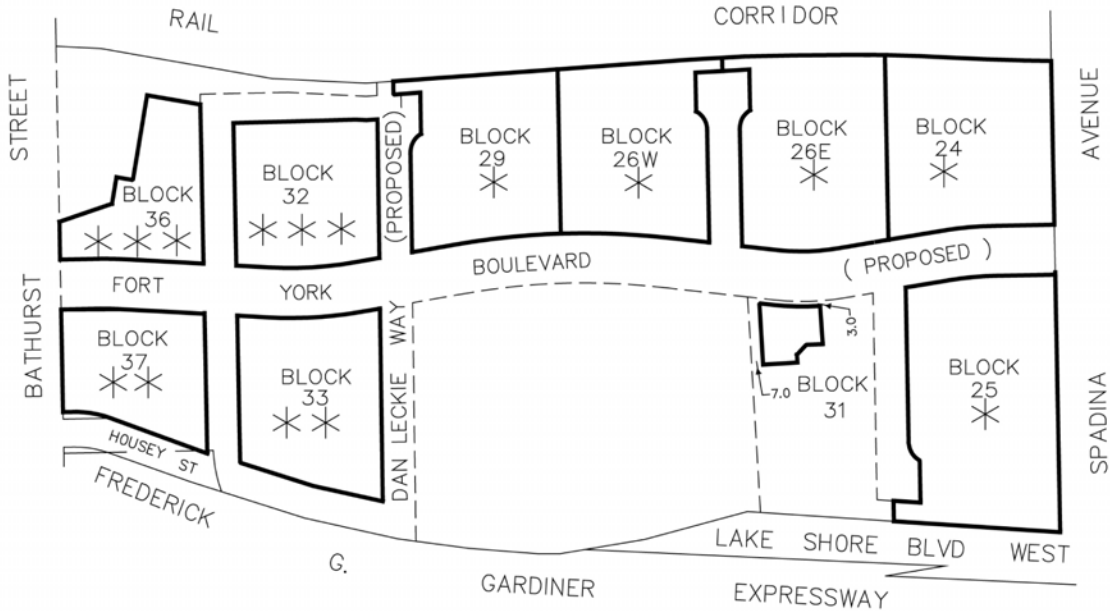 RAIL
CORRIDOR
STREET
AVENUE
BLOCK
36
* * *
BLOCK
32
* * *
(PROPOSED)
BLOCK
29
*
BLOCK
26W
*
BLOCK
26E
*
BLOCK
24
*
FORT
YORK
BOULEVARD
( PROPOSED )
BATHURST
BLOCK
37
* *
BLOCK
33
* *
DAN LECKIE WAY
3.0
7.0
BLOCK
31
BLOCK
25
*
SPADINA
HOUSEY ST
FREDERICK
G.
GARDINER
EXPRESSWAY
LAKE SHORE BLVD WEST